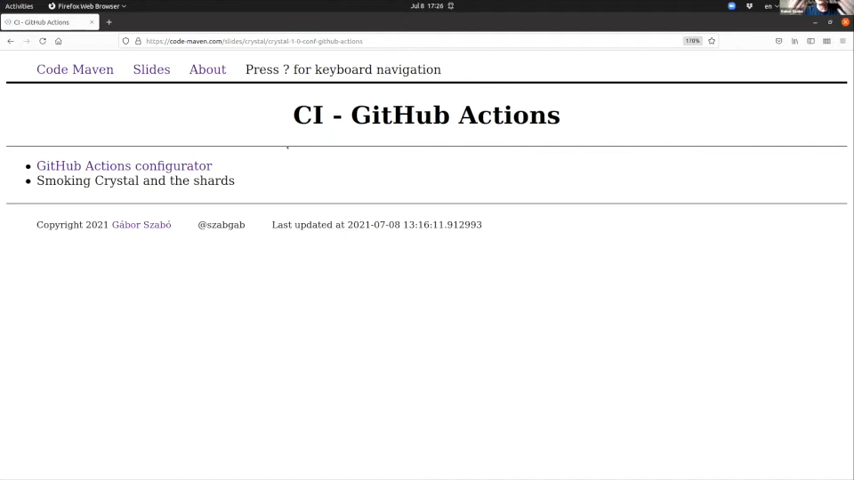 Activities Firefox Web Browser Jul 8 17:26 en
CI - GitHub Actions
https://code-maven.com/slides/crystal/crystal-1-0-conf-github-actions 170%
Code Maven Slides About Press ? for keyboard navigation
CI - GitHub Actions
• GitHub Actions configurator
• Smoking Crystal and the shards
Copyright 2021 Gábor Szabó @szabgab Last updated at 2021-07-08 13:16:11.912993